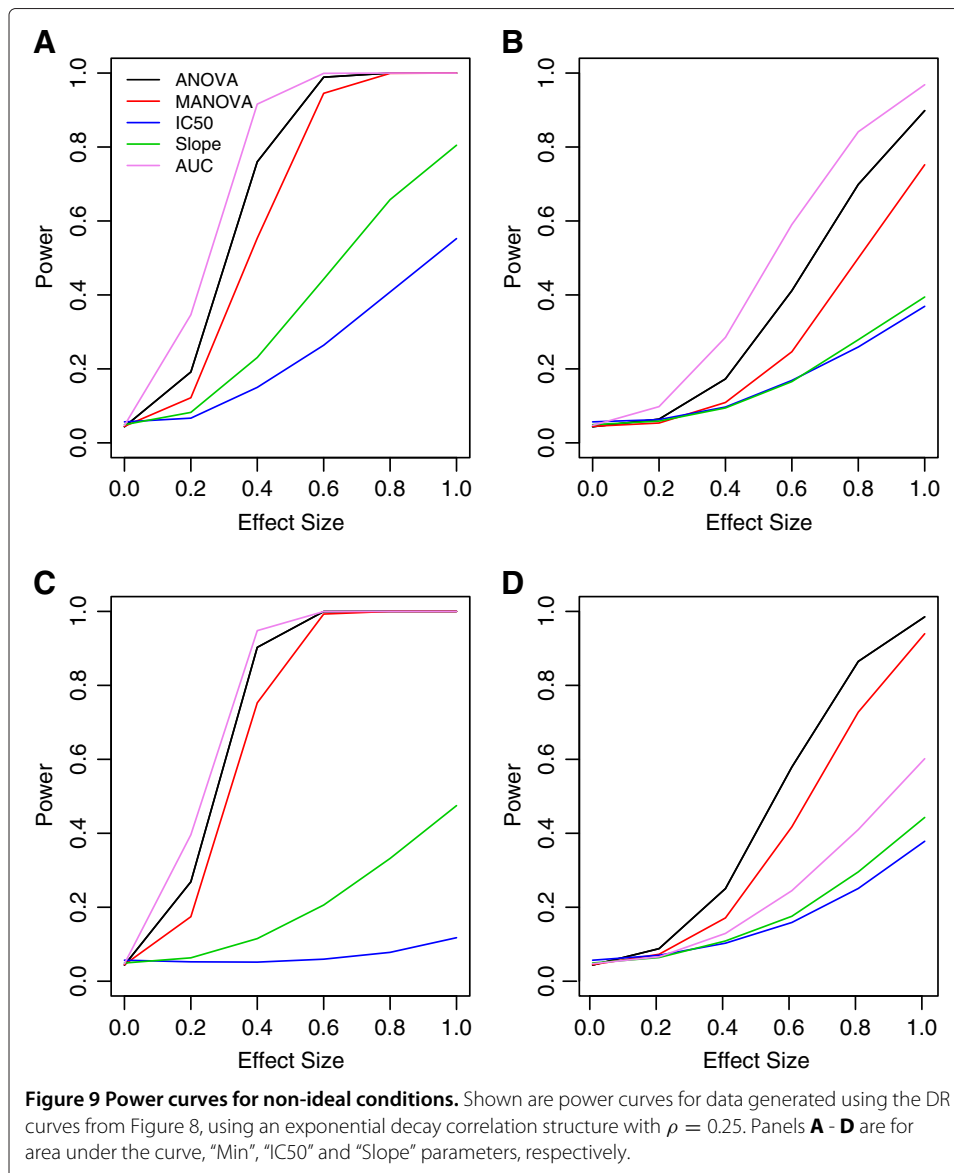 A
B
1.0
0.8
0.6
0.4
0.2
0.0
Power
ANOVA
MANOVA
IC50
Slope
AUC
0.0 0.2 0.4 0.6 0.8 1.0
Effect Size
1.0
0.8
0.6
0.4
0.2
0.0
Power
0.0 0.2 0.4 0.6 0.8 1.0
Effect Size
C
D
1.0
0.8
0.6
0.4
0.2
0.0
Power
0.0 0.2 0.4 0.6 0.8 1.0
Effect Size
1.0
0.8
0.6
0.4
0.2
0.0
Power
0.0 0.2 0.4 0.6 0.8 1.0
Effect Size
Figure 9 Power curves for non-ideal conditions. Shown are power curves for data generated using the DR
curves from Figure 8, using an exponential decay correlation structure with ρ = 0.25. Panels A - D are for
area under the curve, “Min”, “IC50” and “Slope” parameters, respectively.